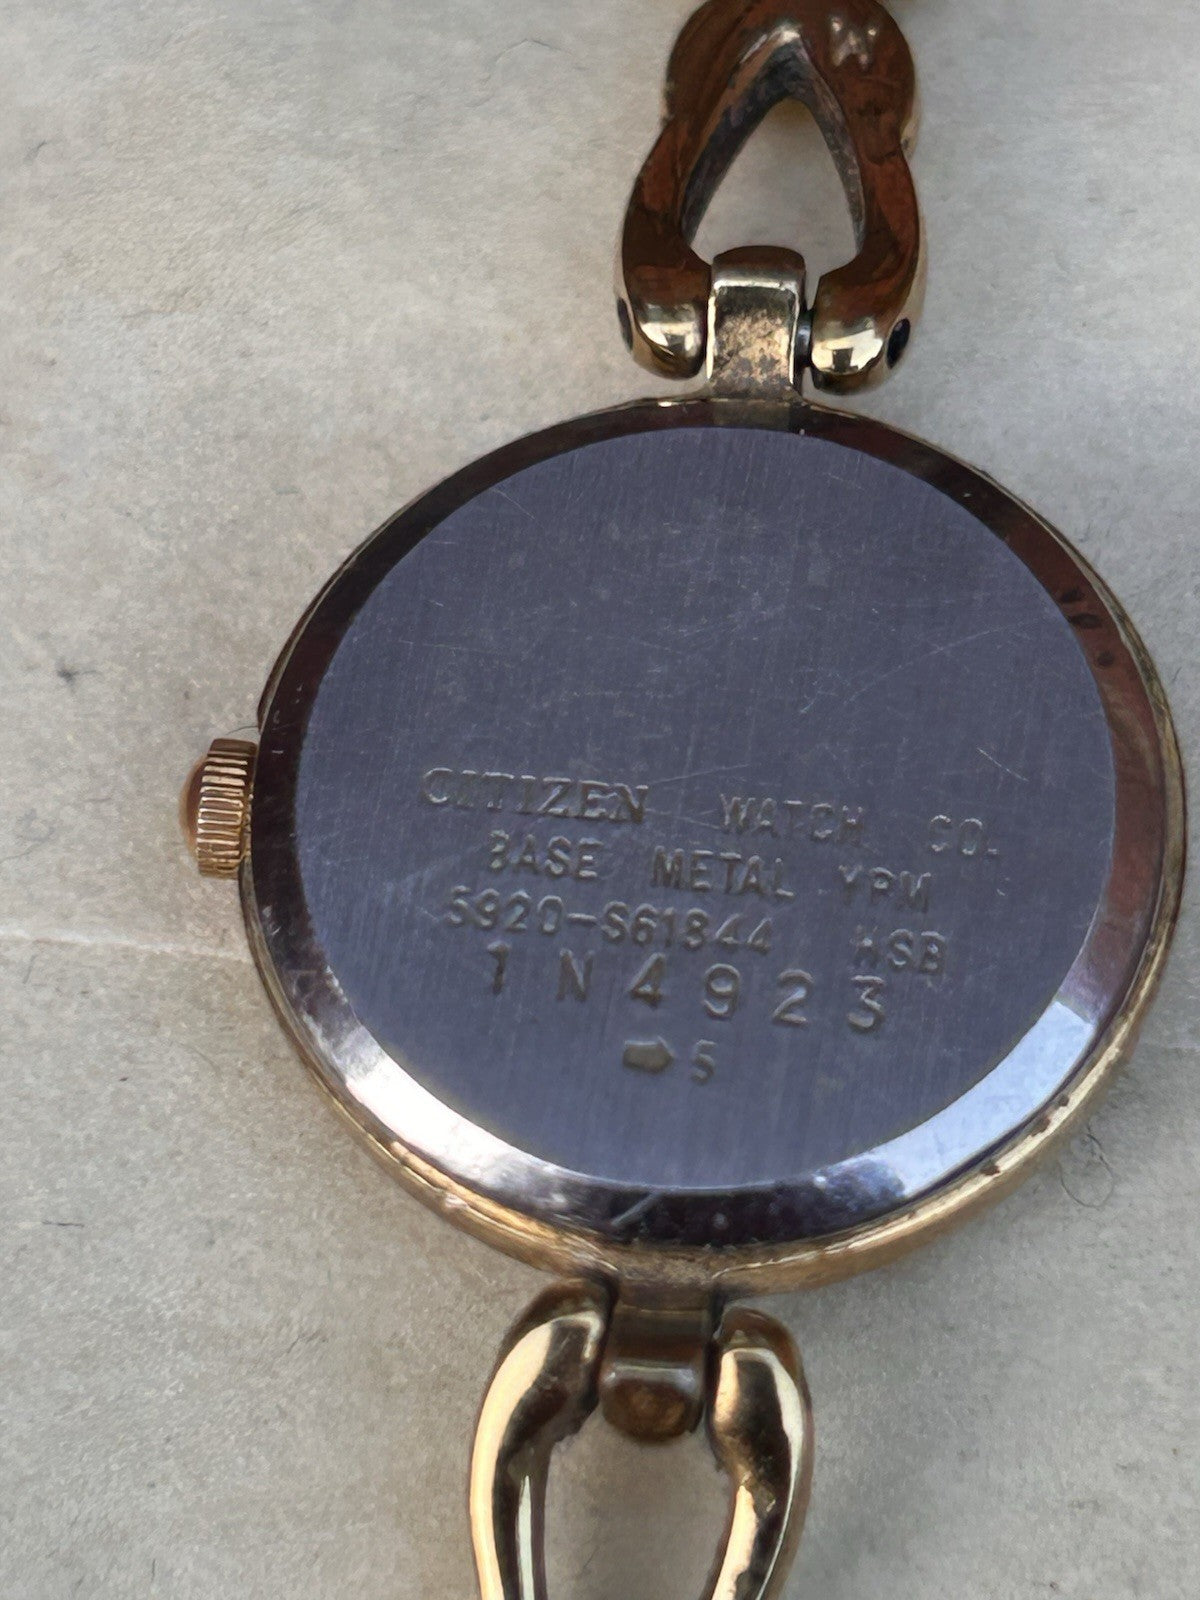 CITIZEN WATCH CO.
BASE METAL YPM
5920-S61844 HSB
1N4923
5